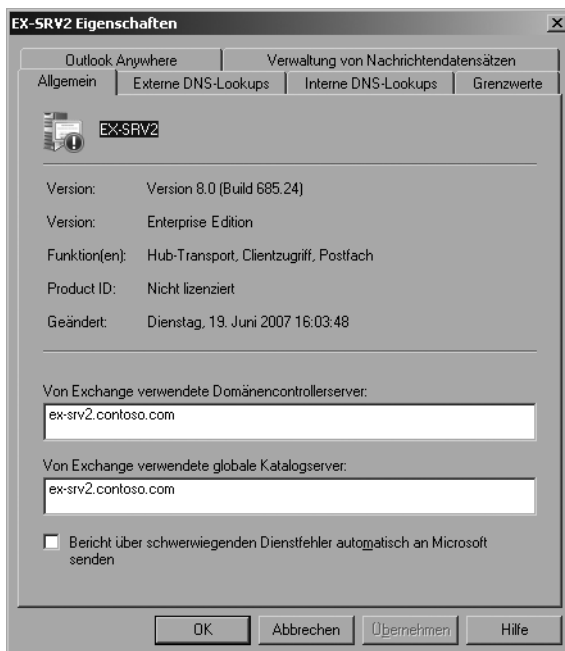 EX-SRV2 Eigenschaften
Outlook Anywhere
Verwaltung von Nachrichtendatensätzen
Allgemein
Externe DNS-Lookups
Interne DNS-Lookups
Grenzwerte
EX-SRV2
Version: Version 8.0 (Build 685.24)
Version: Enterprise Edition
Funktion(en): Hub-Transport, Clientzugriff, Postfach
Product ID: Nicht lizenziert
Geändert: Dienstag, 19. Juni 2007 16:03:48
Von Exchange verwendete Domänencontrollerserver:
ex-srv2.contoso.com
Von Exchange verwendete globale Katalogserver:
ex-srv2.contoso.com
Bericht über schwerwiegenden Dienstfehler automatisch an Microsoft
senden
OK
Abbrechen
Übernehmen
Hilfe